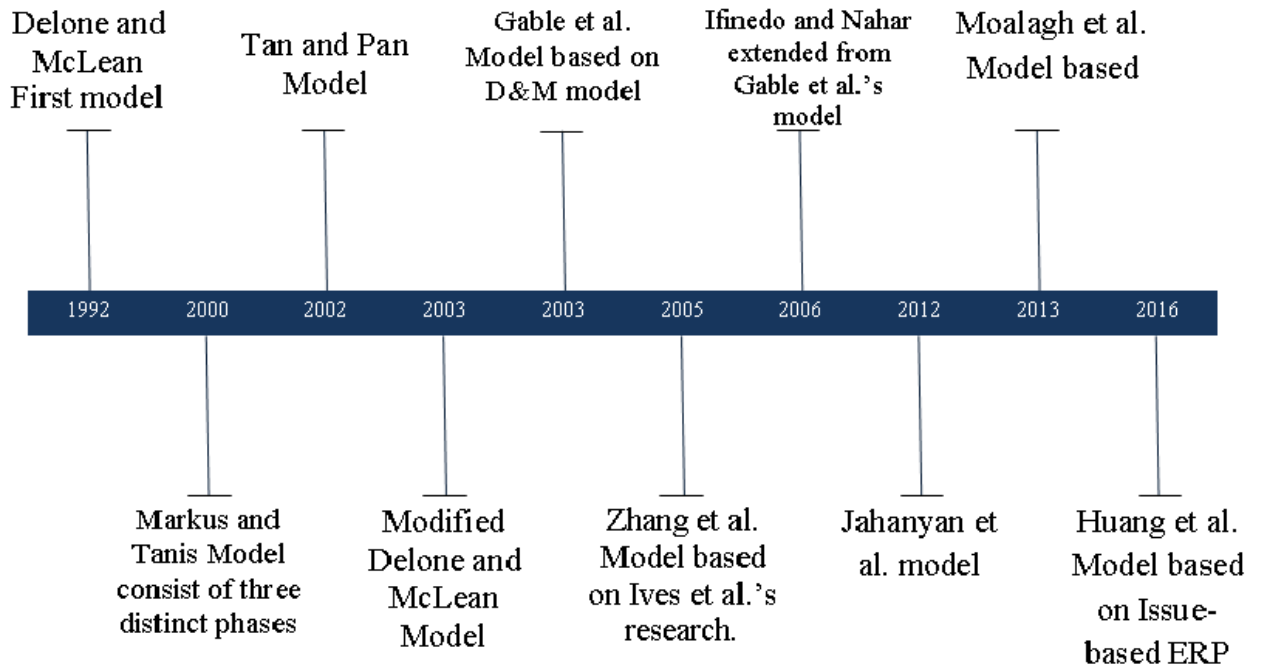 Delone and
McLean
First model
Tan and Pan
Model
Gable et al.
Model based on
D&M model
Ifinedo and Nahar
extended from
Gable et al.’s
model
Moalagh et al.
Model based
1992
2000
2002
2003
2003
2005
2006
2012
2013
2016
Markus and
Tanis Model
consist of three
distinct phases
Modified
Delone and
McLean
Model
Zhang et al.
Model based
on Ives et al.’s
research.
Jahanyan et
al. model
Huang et al.
Model based
on Issue-
based ERP